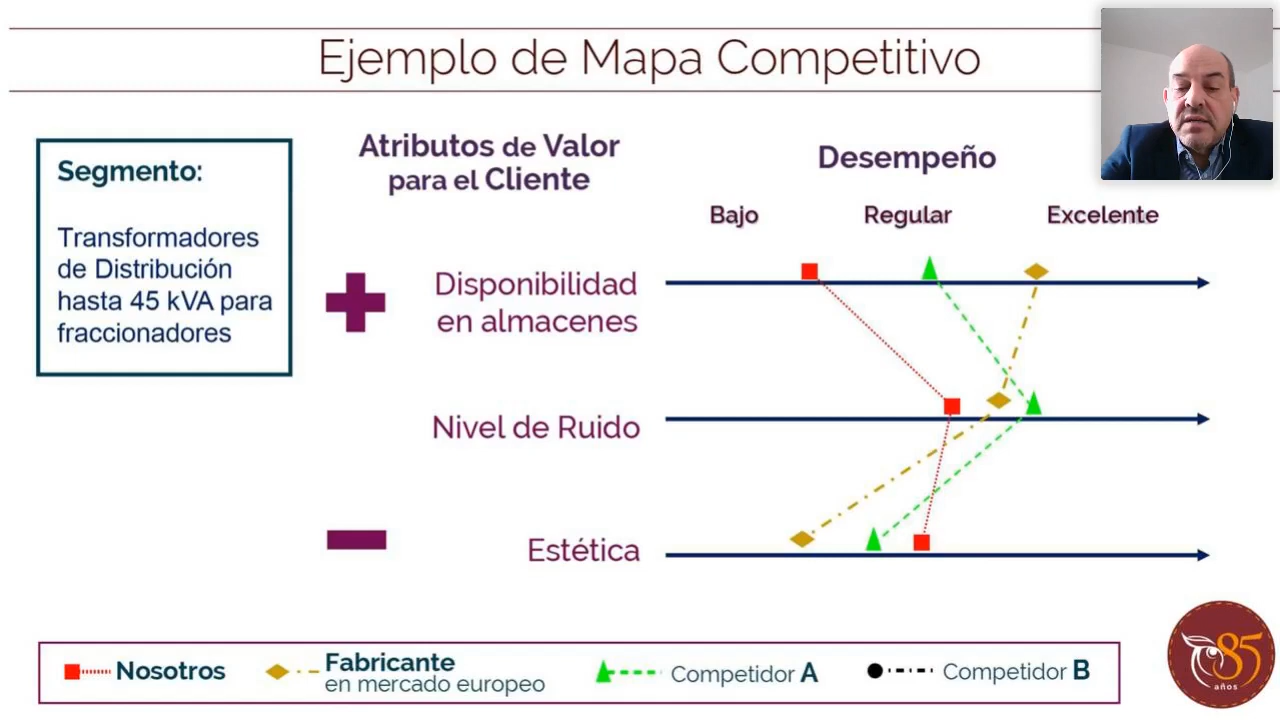 Ejemplo de Mapa Competitivo
Segmento:
Transformadores
de Distribución
hasta 45 kVA para
fraccionadores
Atributos de Valor
para el Cliente
Desempeño
Bajo
Regular
Excelente
Disponibilidad
en almacenes
Nivel de Ruido
Estética
Nosotros
Fabricante
en mercado europeo
Competidor A
Competidor B
85
años